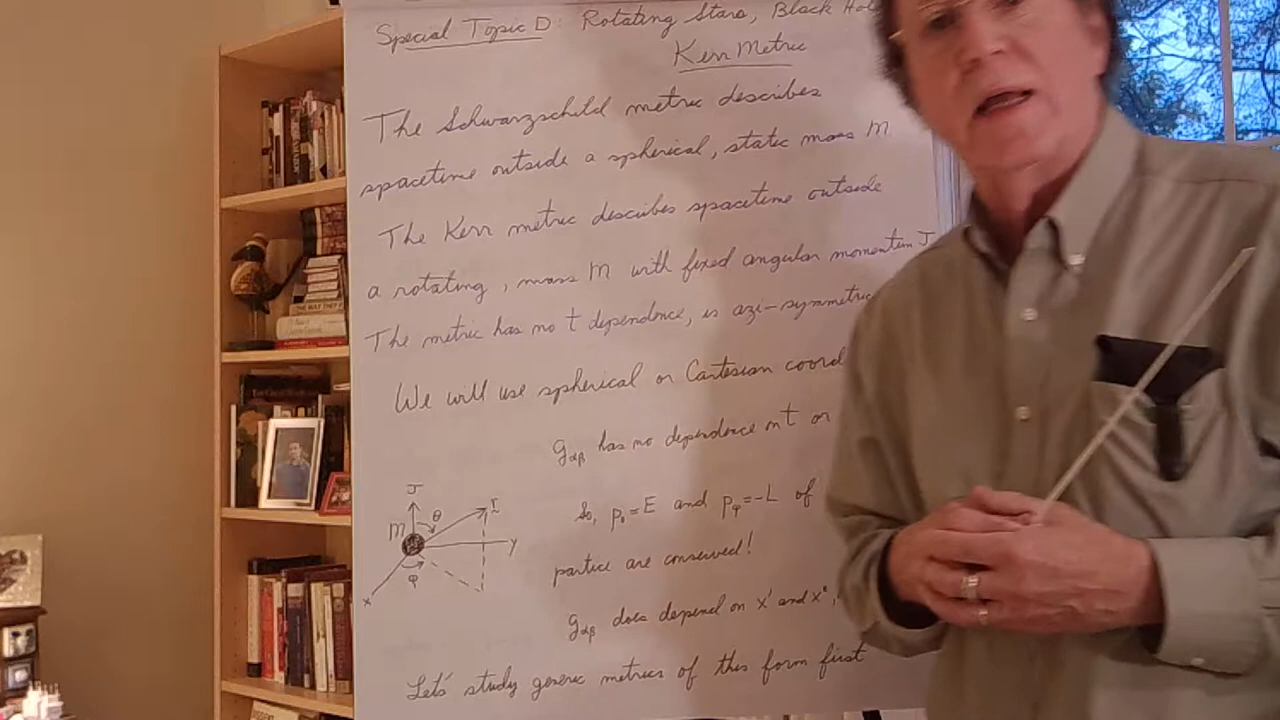 Special Topic D: Rotating Stars, Black Hol
Kerr Metric
The Schwarzschild metric describes
spacetime outside a spherical, static mass M
The Kerr metric describes spacetime outside
a rotating, mass M with fixed angular momentum J
The metric has no t dependence, is azi-symmetric
We will use spherical or Cartesian coord
gαβ has no dependence on t or
So, p₀=E and pφ=-L of
partice are conserved!
gαβ does depend on x' and x²,
Let's study generic metrics of this form first
J
θ
r
M
y
φ
x